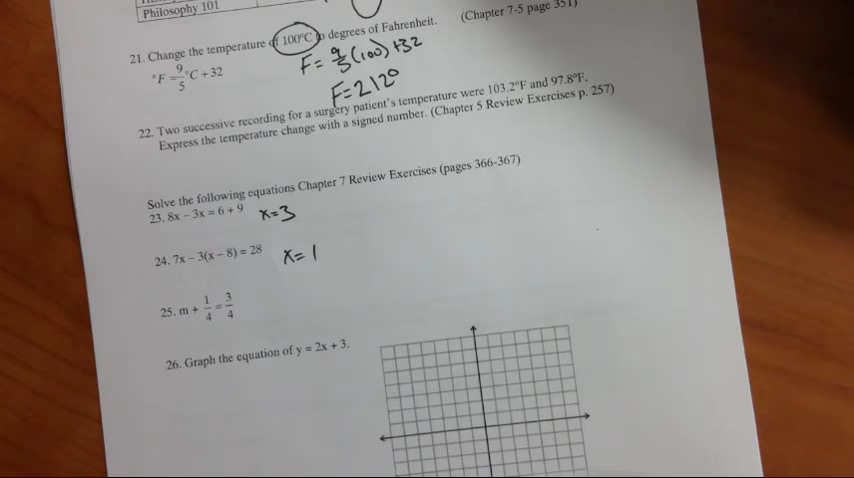 Philosophy 101
21. Change the temperature of 100°C to degrees of Fahrenheit. (Chapter 7-5 page 351)
°F = 9/5 °C + 32
F = 9/5 (100) + 32
F = 212°
22. Two successive recording for a surgery patient's temperature were 103.2°F and 97.8°F.
Express the temperature change with a signed number. (Chapter 5 Review Exercises p. 257)
Solve the following equations Chapter 7 Review Exercises (pages 366-367)
23. 8x – 3x = 6 + 9 x=3
24. 7x – 3(x – 8) = 28 x= 1
25. m + 1/4 = 3/4
26. Graph the equation of y = 2x + 3.